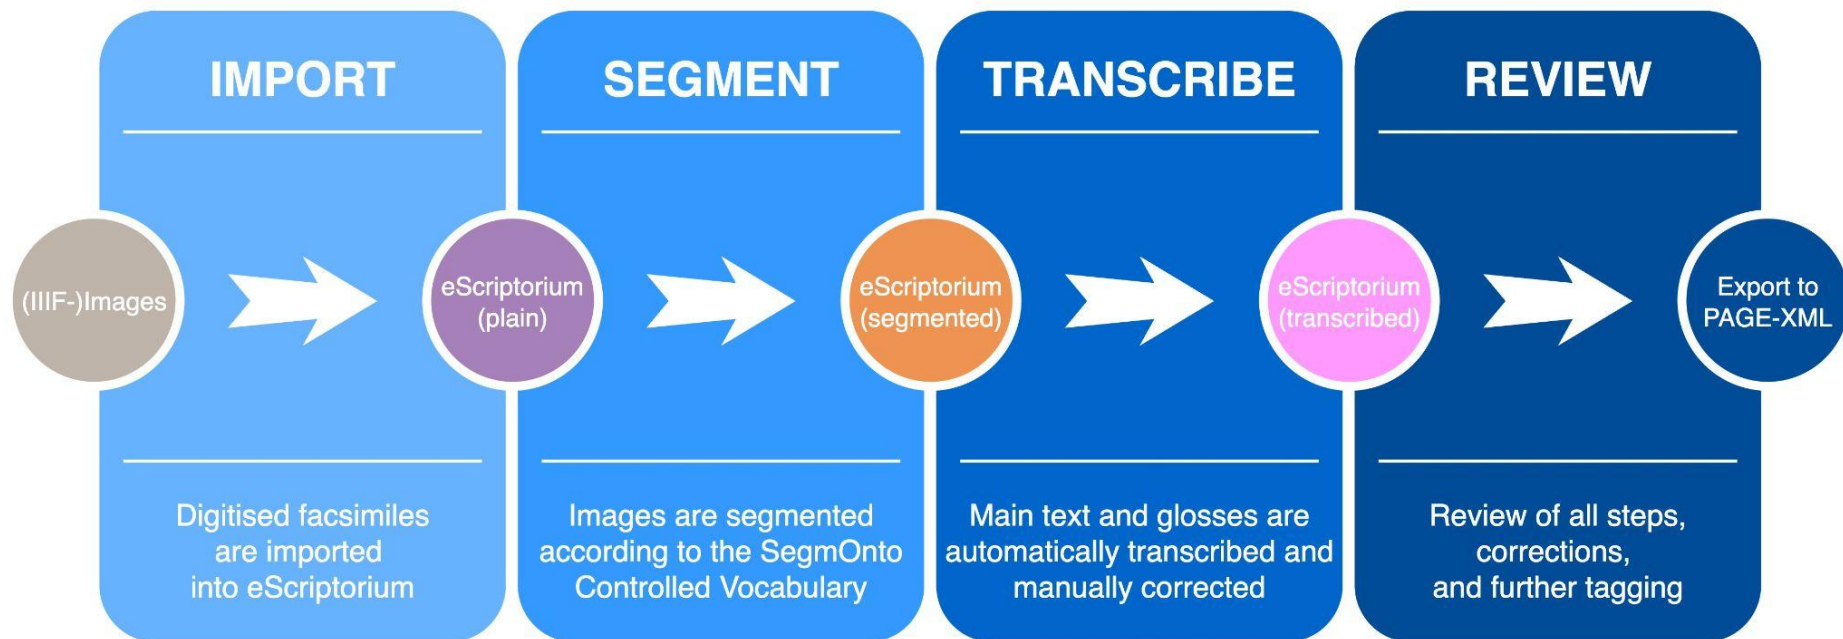 IMPORT
SEGMENT
TRANSCRIBE
REVIEW
(IIIF-)Images
eScriptorium
(plain)
eScriptorium
(segmented)
eScriptorium
(transcribed)
Export to
PAGE-XML
Digitised facsimiles
are imported
into eScriptorium
Images are segmented
according to the SegmOnto
Controlled Vocabulary
Main text and glosses are
automatically transcribed and
manually corrected
Review of all steps,
corrections,
and further tagging